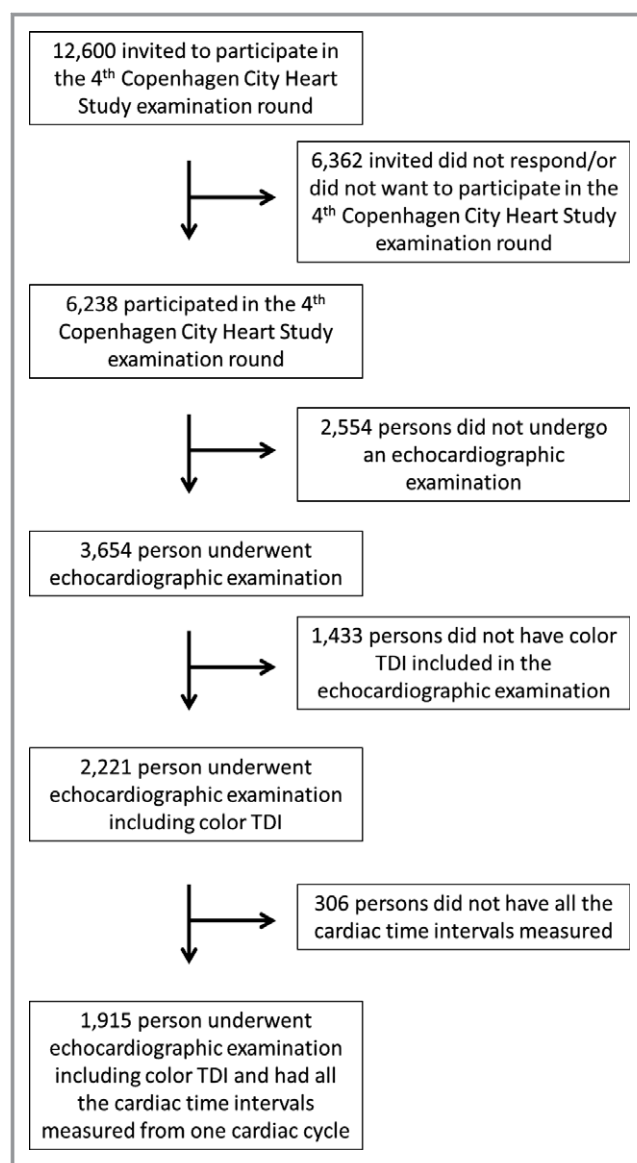 12,600 invited to participate in
the 4th Copenhagen City Heart
Study examination round
6,362 invited did not respond/or
did not want to participate in the
4th Copenhagen City Heart Study
examination round
6,238 participated in the 4th
Copenhagen City Heart Study
examination round
2,554 persons did not undergo
an echocardiographic
examination
3,654 person underwent
echocardiographic examination
1,433 persons did not have color
TDI included in the
echocardiographic examination
2,221 person underwent
echocardiographic examination
including color TDI
306 persons did not have all the
cardiac time intervals measured
1,915 person underwent
echocardiographic examination
including color TDI and had all
the cardiac time intervals
measured from one cardiac cycle